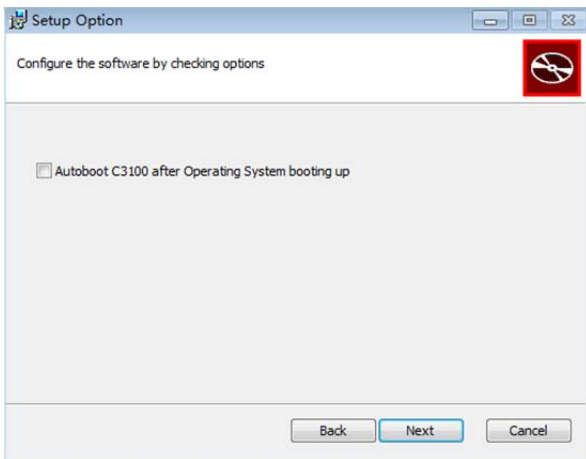 Setup Option
Configure the software by checking options
Autoboot C3100 after Operating System booting up
Back Next Cancel